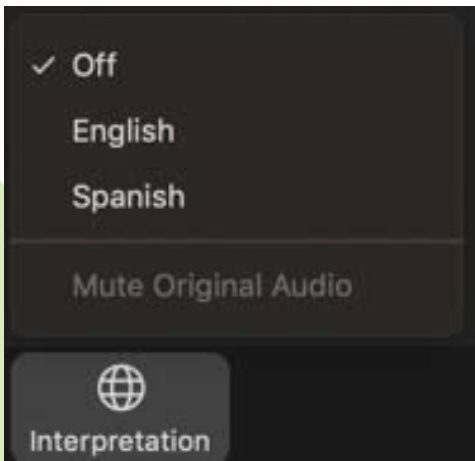 Off
English
Spanish
Mute Original Audio
Interpretation